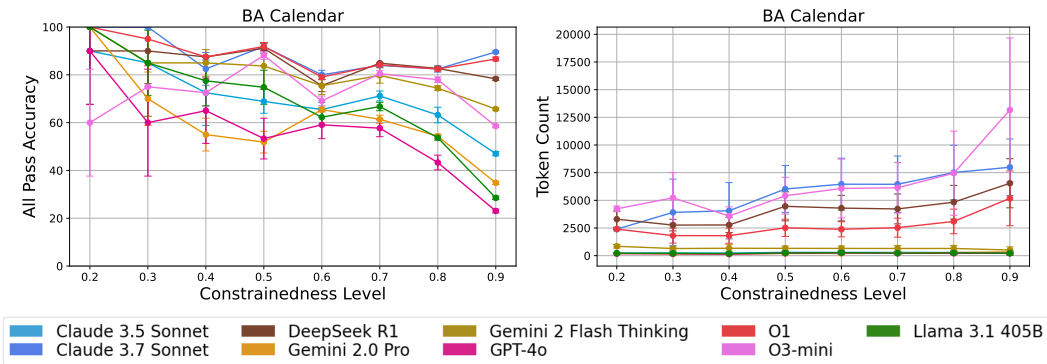 BA Calendar
100
80
60
40
20
0
All Pass Accuracy
0.2 0.3 0.4 0.5 0.6 0.7 0.8 0.9
Constrainedness Level
BA Calendar
20000
17500
15000
12500
10000
7500
5000
2500
0
Token Count
0.2 0.3 0.4 0.5 0.6 0.7 0.8 0.9
Constrainedness Level
Claude 3.5 Sonnet DeepSeek R1 Gemini 2 Flash Thinking O1 Llama 3.1 405B
Claude 3.7 Sonnet Gemini 2.0 Pro GPT-4o O3-mini